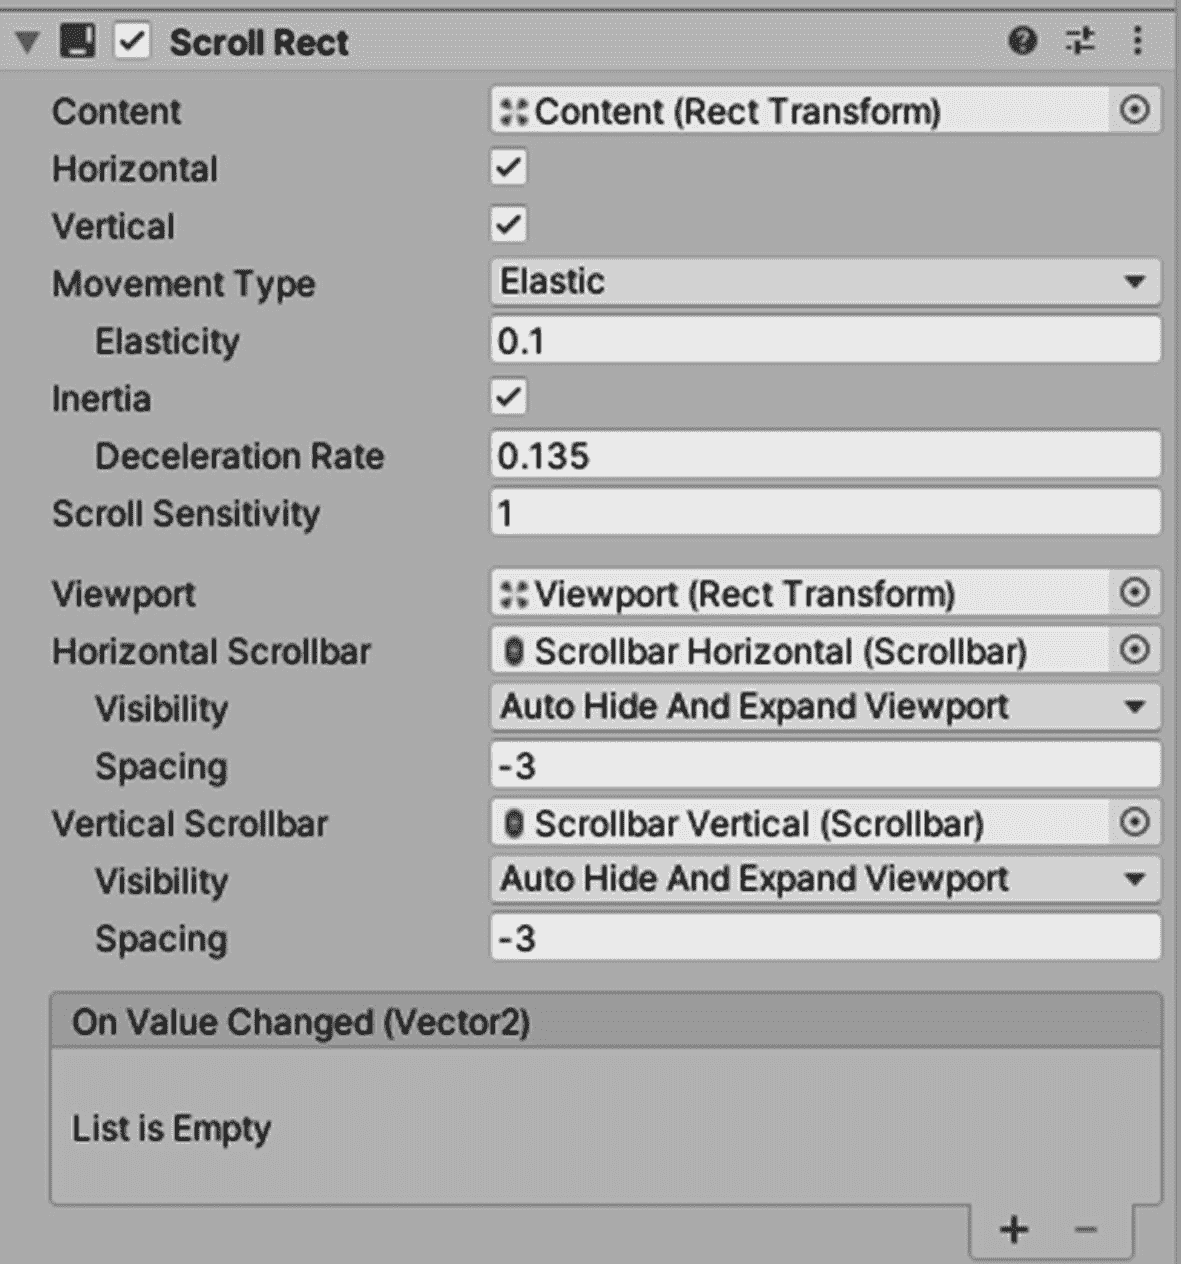 Scroll Rect
Content Content (Rect Transform)
Horizontal
Vertical
Movement Type Elastic
Elasticity 0.1
Inertia
Deceleration Rate 0.135
Scroll Sensitivity 1
Viewport Viewport (Rect Transform)
Horizontal Scrollbar Scrollbar Horizontal (Scrollbar)
Visibility Auto Hide And Expand Viewport
Spacing -3
Vertical Scrollbar Scrollbar Vertical (Scrollbar)
Visibility Auto Hide And Expand Viewport
Spacing -3
On Value Changed (Vector2)
List is Empty